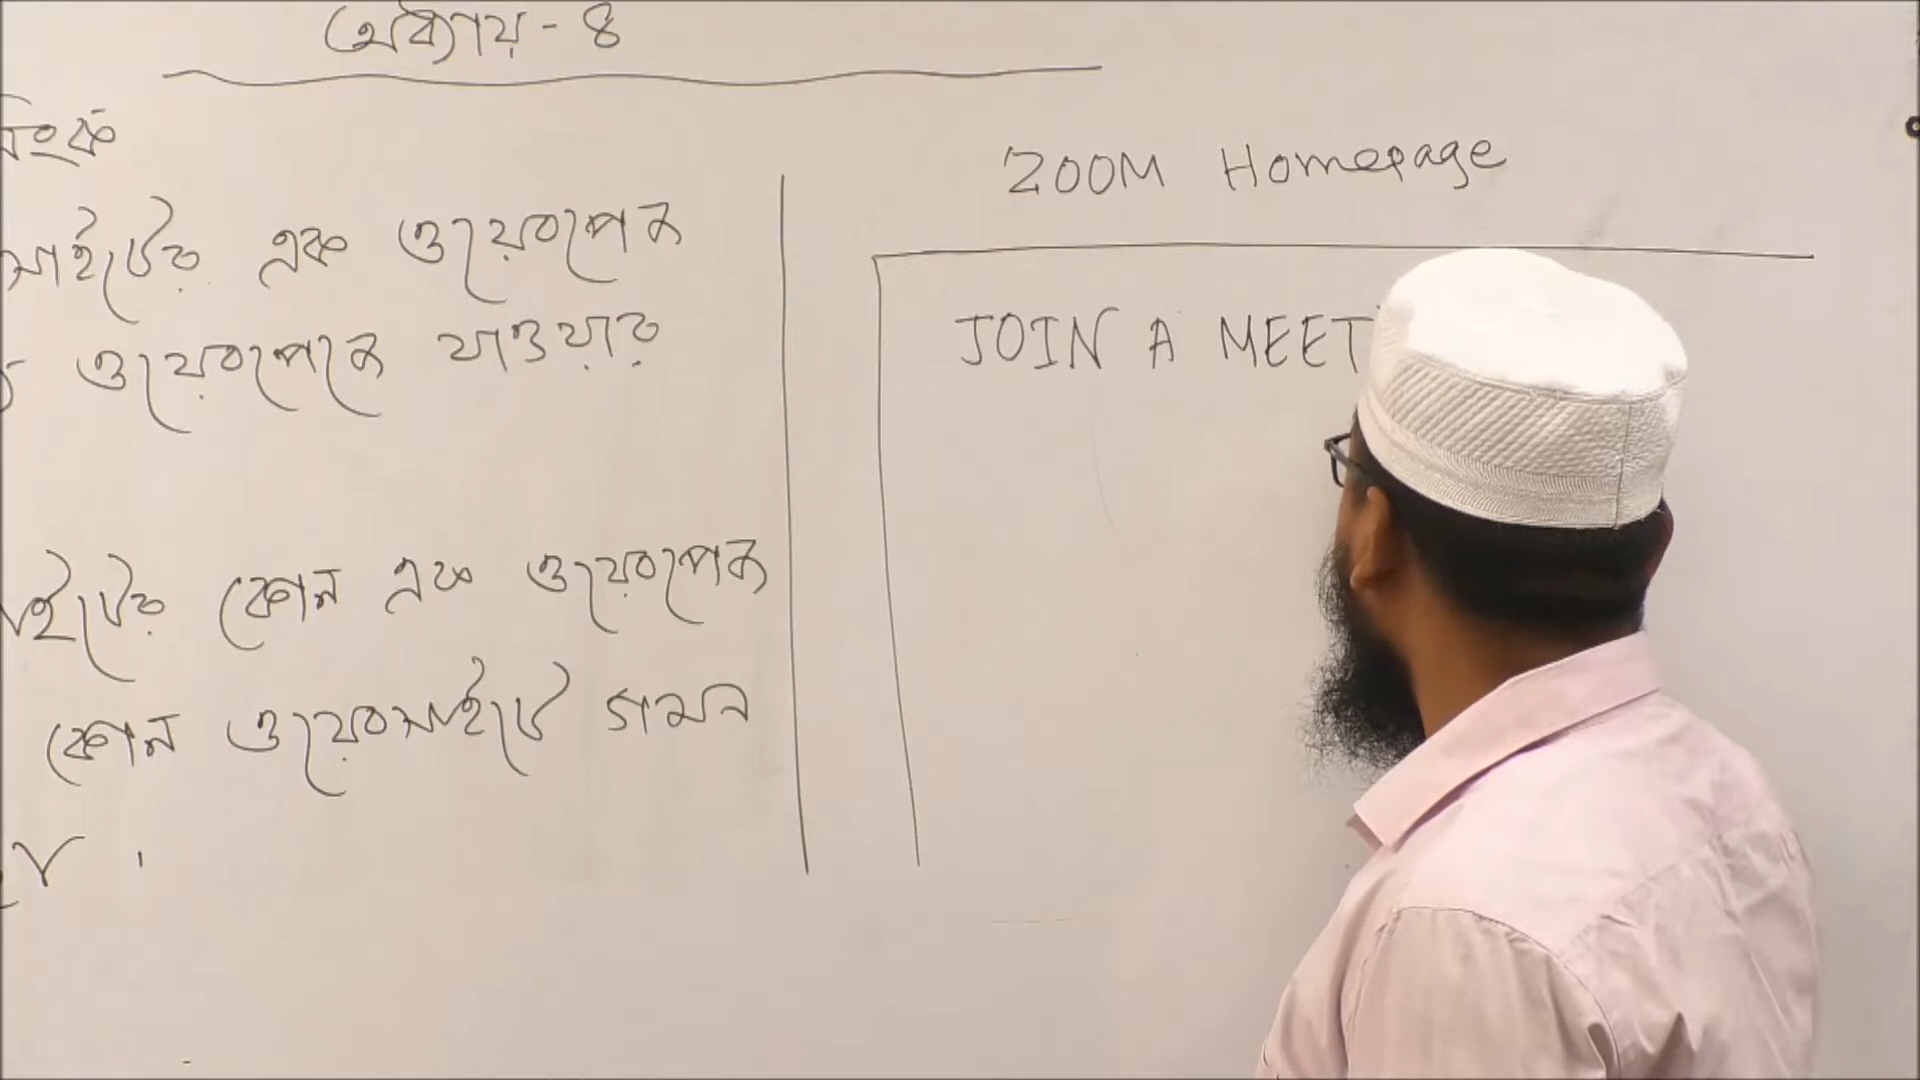 অধ্যায়-৪
লিংক
সাইটের এক ওয়েবপেজ
ওয়েবপেজে যাওয়ার
সাইটের কোন এক ওয়েবপেজ
কোন ওয়েবসাইটে গমন
ZOOM Homepage
JOIN A MEET